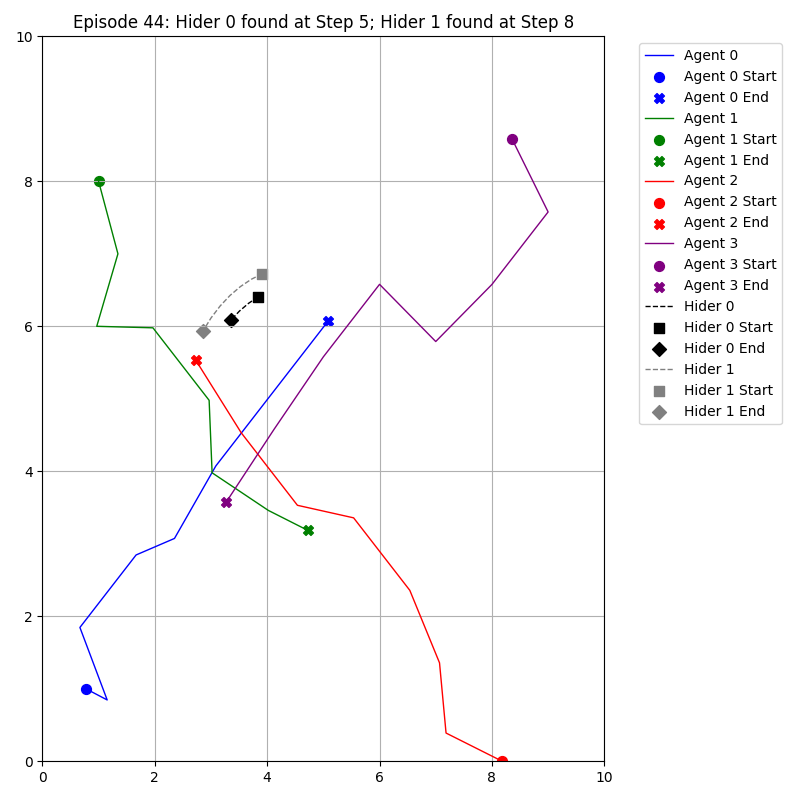 Episode 44: Hider 0 found at Step 5; Hider 1 found at Step 8
10
8
6
4
2
0
0 2 4 6 8 10
Agent 0
Agent 0 Start
Agent 0 End
Agent 1
Agent 1 Start
Agent 1 End
Agent 2
Agent 2 Start
Agent 2 End
Agent 3
Agent 3 Start
Agent 3 End
Hider 0
Hider 0 Start
Hider 0 End
Hider 1
Hider 1 Start
Hider 1 End